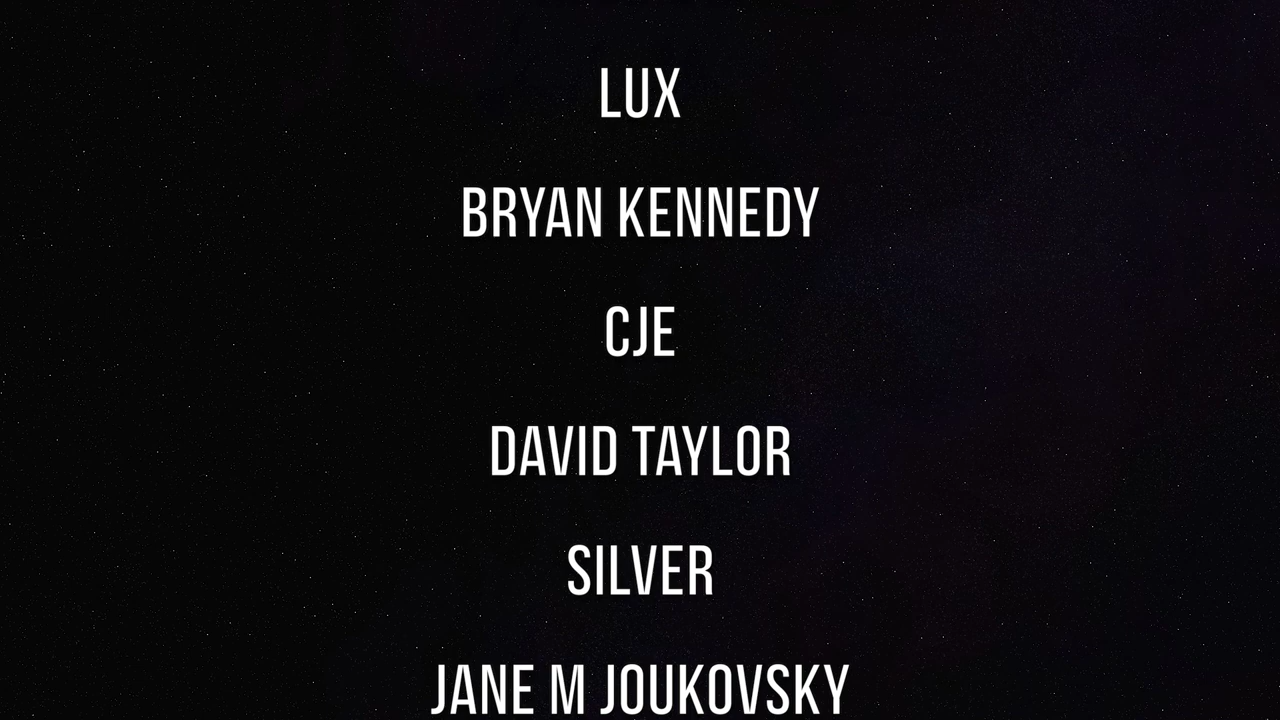 LUX
BRYAN KENNEDY
CJE
DAVID TAYLOR
SILVER
JANE M JOUKOVSKY